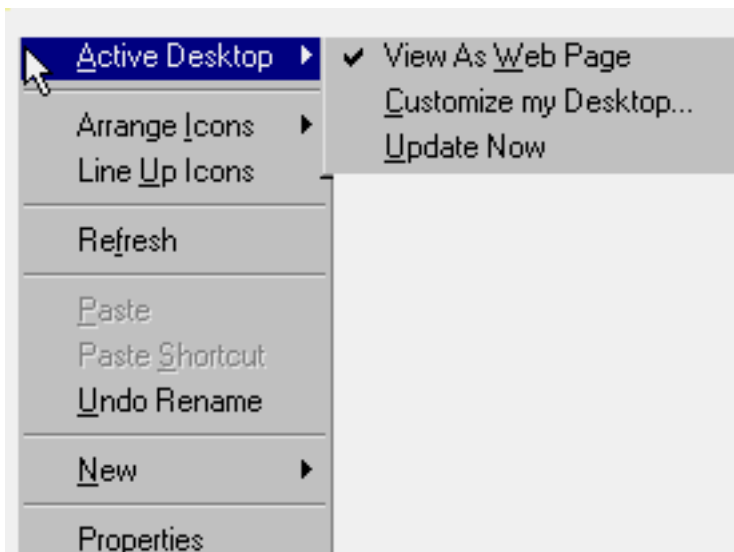 Active Desktop
View As Web Page
Customize my Desktop...
Update Now
Arrange Icons
Line Up Icons
Refresh
Paste
Paste Shortcut
Undo Rename
New
Properties